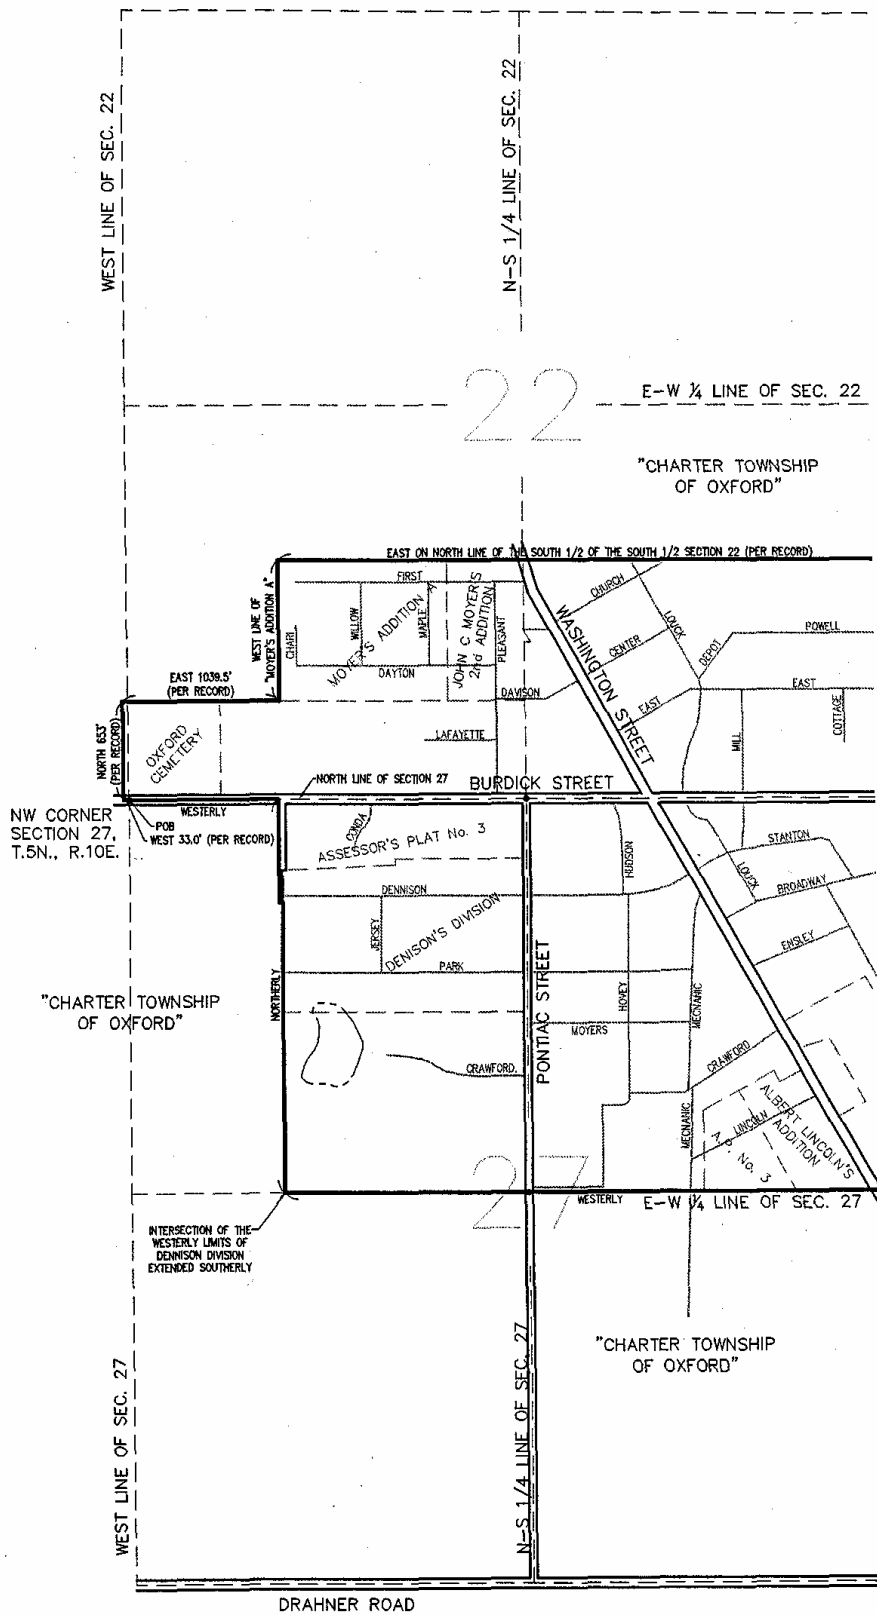 WEST LINE OF SEC. 22
N-S 1/4 LINE OF SEC. 22
22
E-W 1/4 LINE OF SEC. 22
"CHARTER TOWNSHIP
OF OXFORD"
EAST ON NORTH LINE OF THE SOUTH 1/2 OF THE SOUTH 1/2 SECTION 22 (PER RECORD)
WEST LINE OF
"MOYER'S ADDITION A"
FIRST
CHARI
WILLOW
MOYER'S ADDITION A
MAPLE
JOHN C MOYER'S
2nd ADDITION
PLEASANT
DAYTON
WASHINGTON STREET
CHURCH
LOUCK
CENTER
DEPOT
POWELL
EAST 1039.5'
(PER RECORD)
DAVISON
EAST
EAST
NORTH 653'
(PER RECORD)
OXFORD
CEMETERY
LAFAYETTE
MILL
COTTAGE
NORTH LINE OF SECTION 27
BURDICK STREET
NW CORNER
SECTION 27,
T.5N., R.10E.
WESTERLY
POB
WEST 33.0' (PER RECORD)
CONDA
ASSESSOR'S PLAT No. 3
HUDSON
STANTON
LOUCK
BROADWAY
DENNISON
JERSEY
DENISON'S DIVISION
ENSLEY
PARK
NORTHERLY
PONTIAC STREET
HOVEY
MECNANIC
"CHARTER TOWNSHIP
OF OXFORD"
MOYERS
CRAWFORD
CRAWFORD.
MECNANIC
LINCOLN
ALBERT LINCOLN'S
ADDITION
A.P. No. 3
27
WESTERLY
E-W 1/4 LINE OF SEC. 27
INTERSECTION OF THE
WESTERLY LIMITS OF
DENNISON DIVISION
EXTENDED SOUTHERLY
"CHARTER TOWNSHIP
OF OXFORD"
WEST LINE OF SEC. 27
N-S 1/4 LINE OF SEC. 27
DRAHNER ROAD